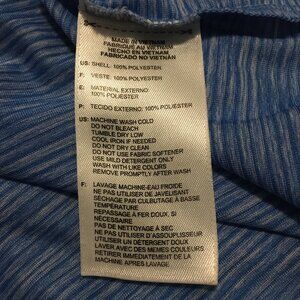 MADE IN VIETNAM
FABRIQUE AU VIETNAM
HECHO EN VIETNAM
FABRICADO NO VIETNÃ
US: SHELL: 100% POLYESTER
F: VESTE: 100% POLYESTER
E: MATERIAL EXTERNO:
100% POLIÉSTER
P: TECIDO EXTERNO: 100% POLIÉSTER
US: MACHINE WASH COLD
DO NOT BLEACH
TUMBLE DRY LOW
COOL IRON IF NEEDED
DO NOT DRY CLEAN
DO NOT USE FABRIC SOFTENER
USE MILD DETERGENT ONLY
WASH WITH LIKE COLORS
REMOVE PROMPTLY AFTER WASH
F: LAVAGE MACHINE-EAU FROIDE
NE PAS UTILISER DE JAVELISANT
SÉCHAGE PAR CULBUTAGE À BASSE
TEMPÉRATURE
REPASSAGE À FER DOUX. SI
NÉCESSAIRE
PAS DE NETTOYAGE À SEC
NE PAS UTILISER D'ASSOUPLISSEUR
UTILISER UN DÉTERGENT DOUX
LAVER AVEC DES MEMES COULEURS
RETIRER IMMEDIATEMENT DE LA
MACHINE APRÈS LAVAGE